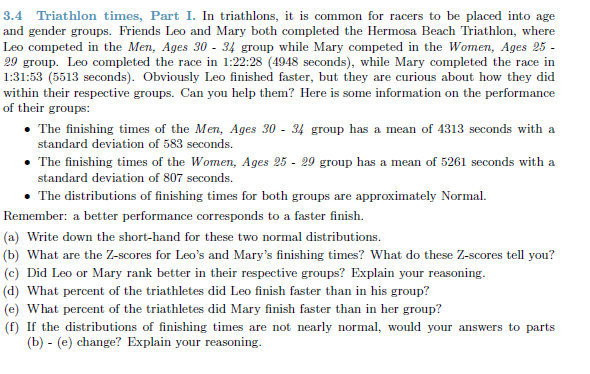 3.4 Triathlon times, Part I. In triathlons, it is common for racers to be placed into age
and gender groups. Friends Leo and Mary both completed the Hermosa Beach Triathlon, where
Leo competed in the Men, Ages 30 - 34 group while Mary competed in the Women, Ages 25 -
29 group. Leo completed the race in 1:22:28 (4948 seconds), while Mary completed the race in
1:31:53 (5513 seconds). Obviously Leo finished faster, but they are curious about how they did
within their respective groups. Can you help them? Here is some information on the performance
of their groups:
• The finishing times of the Men, Ages 30 - 34 group has a mean of 4313 seconds with a
standard deviation of 583 seconds.
• The finishing times of the Women, Ages 25 - 29 group has a mean of 5261 seconds with a
standard deviation of 807 seconds.
• The distributions of finishing times for both groups are approximately Normal.
Remember: a better performance corresponds to a faster finish.
(a) Write down the short-hand for these two normal distributions.
(b) What are the Z-scores for Leo's and Mary's finishing times? What do these Z-scores tell you?
(c) Did Leo or Mary rank better in their respective groups? Explain your reasoning.
(d) What percent of the triathletes did Leo finish faster than in his group?
(e) What percent of the triathletes did Mary finish faster than in her group?
(f) If the distributions of finishing times are not nearly normal, would your answers to parts
(b) - (e) change? Explain your reasoning.